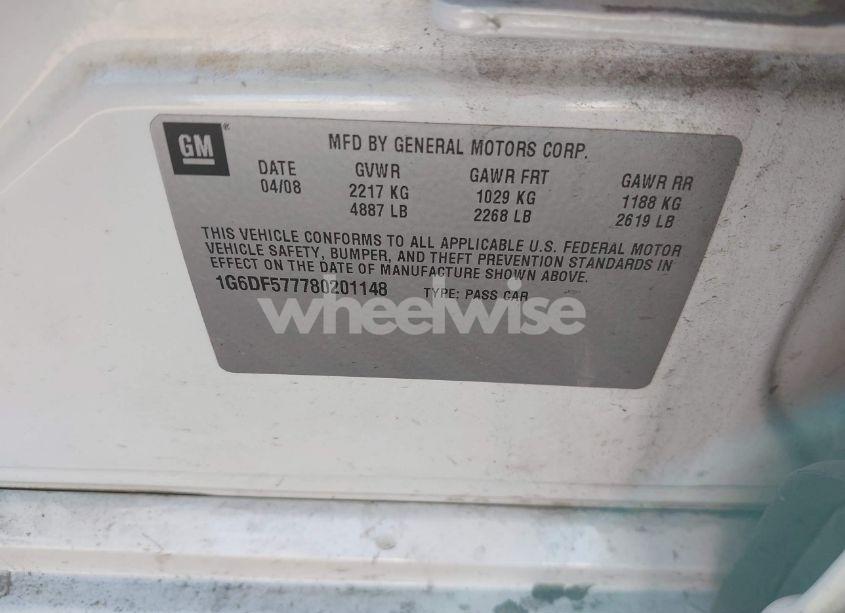 GM®
MFD BY GENERAL MOTORS CORP.
DATE GVWR GAWR FRT GAWR RR
04/08 2217 KG 1029 KG 1188 KG
4887 LB 2268 LB 2619 LB
THIS VEHICLE CONFORMS TO ALL APPLICABLE U.S. FEDERAL MOTOR
VEHICLE SAFETY, BUMPER, AND THEFT PREVENTION STANDARDS IN
EFFECT ON THE DATE OF MANUFACTURE SHOWN ABOVE.
1G6DF577780201148 TYPE: PASS CAR
wheelwise